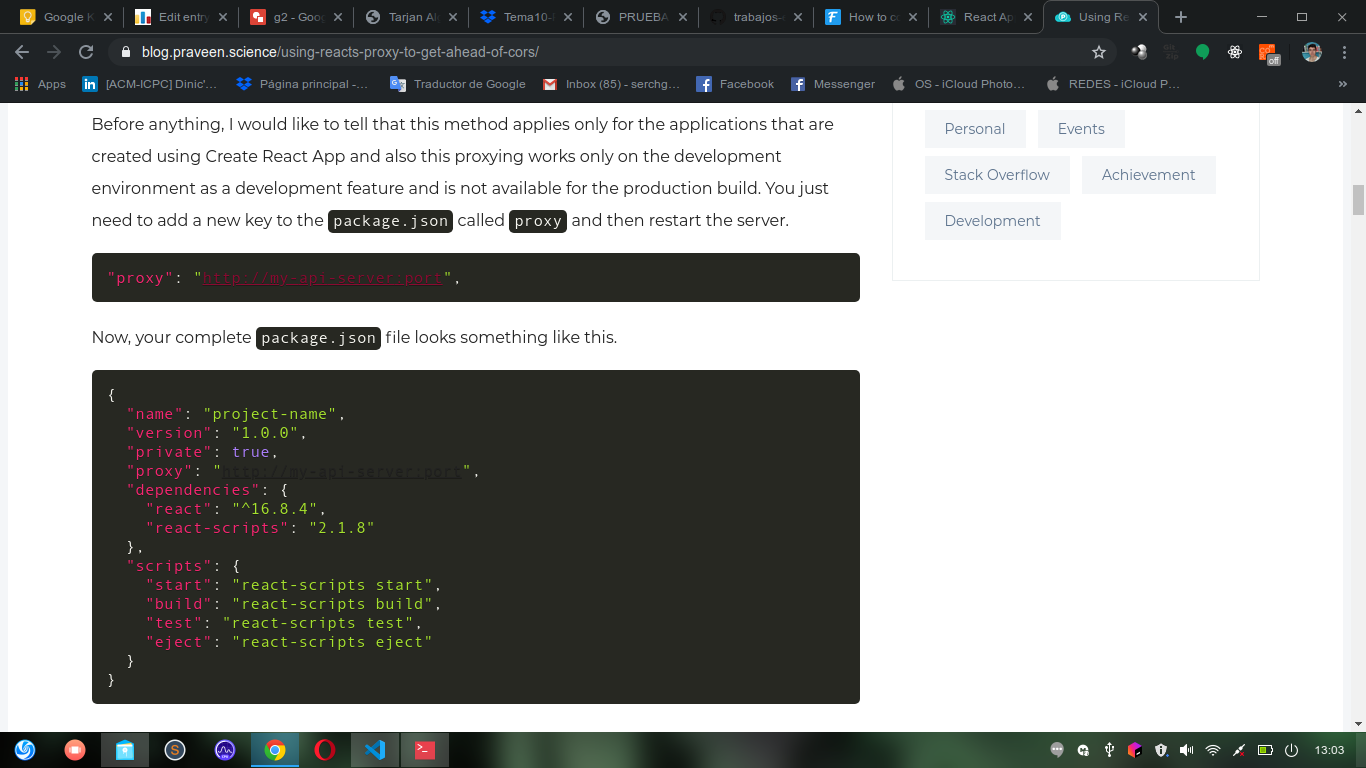 Google K
Edit entry
g2 - Goo
Tarjan Al
Tema10-
PRUEBA
trabajos-
How to c
React Ap
Using Re
blog.praveen.science/using-reacts-proxy-to-get-ahead-of-cors/
off
Apps
[ACM-ICPC] Dinic'...
Página principal -...
Traductor de Google
Inbox (85) - serchg...
Facebook
Messenger
OS - iCloud Photo...
REDES - iCloud P...
»
Before anything, I would like to tell that this method applies only for the applications that are
created using Create React App and also this proxying works only on the development
environment as a development feature and is not available for the production build. You just
need to add a new key to the package.json called proxy and then restart the server.
"proxy": "http://my-api-server:port",
Now, your complete package.json file looks something like this.
{
"name": "project-name",
"version": "1.0.0",
"private": true,
"proxy": "http://my-api-server:port",
"dependencies": {
"react": "^16.8.4",
"react-scripts": "2.1.8"
},
"scripts": {
"start": "react-scripts start",
"build": "react-scripts build",
"test": "react-scripts test",
"eject": "react-scripts eject"
}
}
Personal
Events
Stack Overflow
Achievement
Development
13:03